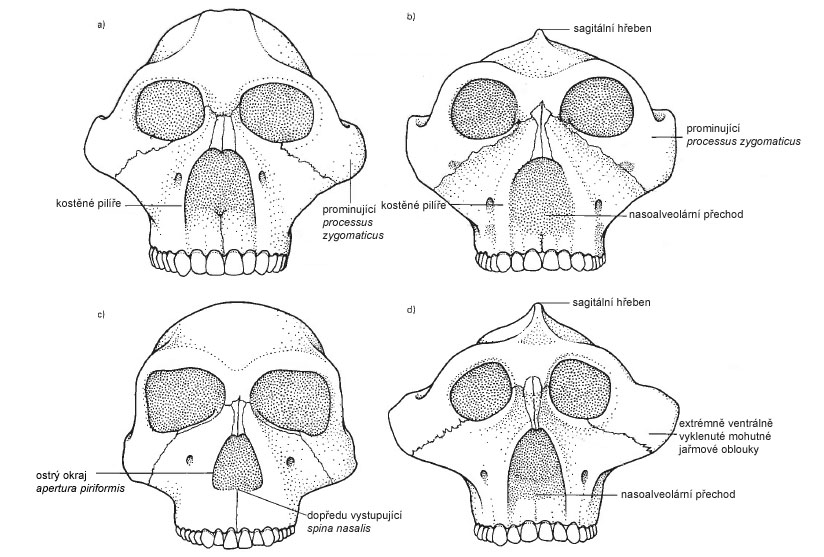 a)
kostěné pilíře
prominující
processus
zygomaticus
b)
sagitální hřeben
prominující
processus zygomaticus
kostěné pilíře
nasoalveolární přechod
c)
ostrý okraj
apertura piriformis
dopředu vystupující
spina nasalis
d)
sagitální hřeben
extrémně ventrálně
vyklenuté mohutné
jařmové oblouky
nasoalveolární přechod